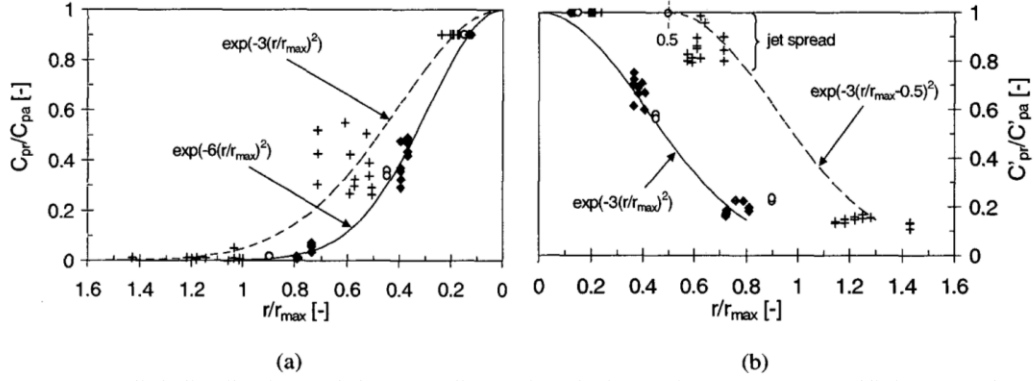 1
0.8
0.6
0.4
0.2
0
C_pr/C_pa [-]
exp(-3(r/r_max)²)
exp(-6(r/r_max)²)
1.6 1.4 1.2 1 0.8 0.6 0.4 0.2 0
r/r_max [-]
(a)
0.5
jet spread
exp(-3(r/r_max-0.5)²)
exp(-3(r/r_max)²)
1
0.8
0.6
0.4
0.2
0
C'_pr/C'_pa [-]
0 0.2 0.4 0.6 0.8 1 1.2 1.4 1.6
r/r_max [-]
(b)